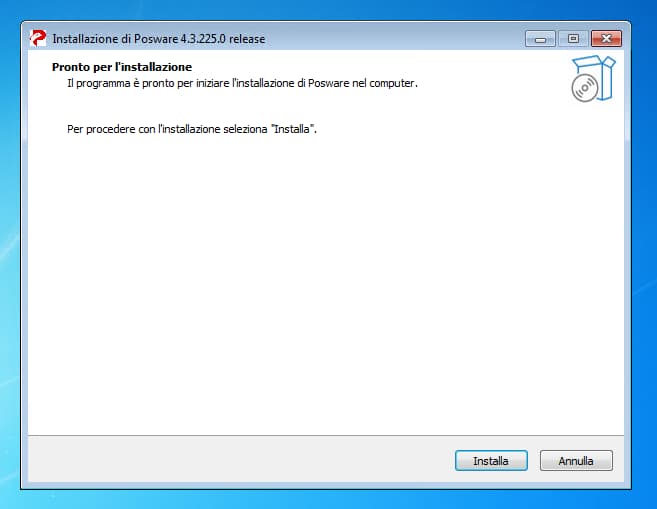 Installazione di Posware 4.3.225.0 release
Pronto per l'installazione
Il programma è pronto per iniziare l'installazione di Posware nel computer.
Per procedere con l'installazione seleziona "Installa".
Installa
Annulla